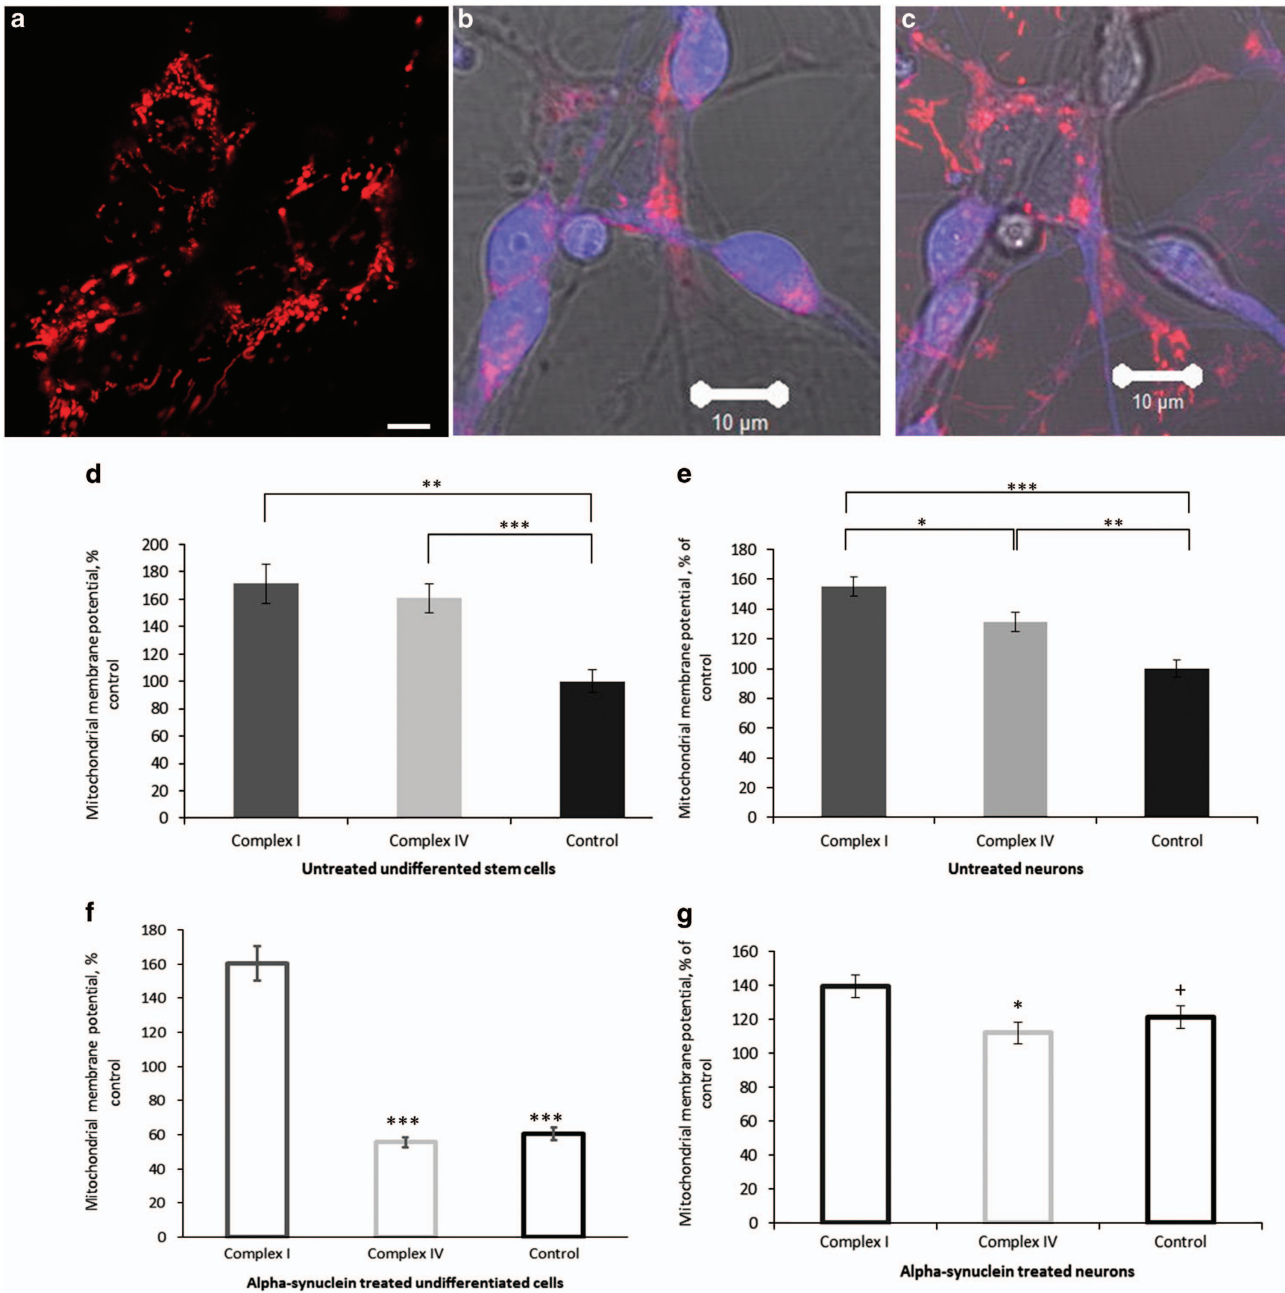 a
b
c
10 µm
10 µm
d
**
***
Mitochondrial membrane potential, %
control
200
180
160
140
120
100
80
60
40
20
0
Complex I
Complex IV
Control
Untreated undifferented stem cells
e
***
*
**
Mitochondrial membrane potential, % of
control
180
160
140
120
100
80
60
40
20
0
Complex I
Complex IV
Control
Untreated neurons
f
Mitochondrial membrane potential, %
control
180
160
140
120
100
80
60
40
20
0
***
***
Complex I
Complex IV
Control
Alpha-synuclein treated undifferentiated cells
g
Mitochondrial membrane potential, % of
control
160
140
120
100
80
60
40
20
0
*
+
Complex I
Complex IV
Control
Alpha-synuclein treated neurons